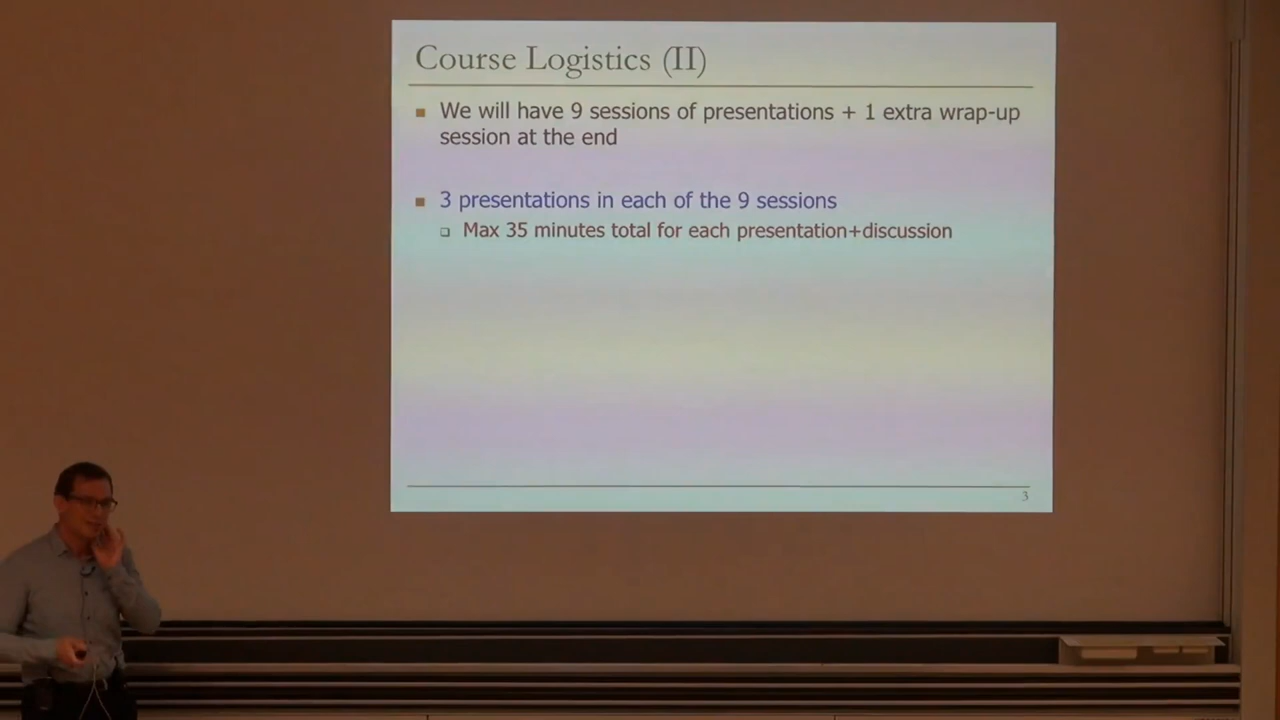 Course Logistics (II)
■ We will have 9 sessions of presentations + 1 extra wrap-up
session at the end
■ 3 presentations in each of the 9 sessions
❑ Max 35 minutes total for each presentation+discussion
3